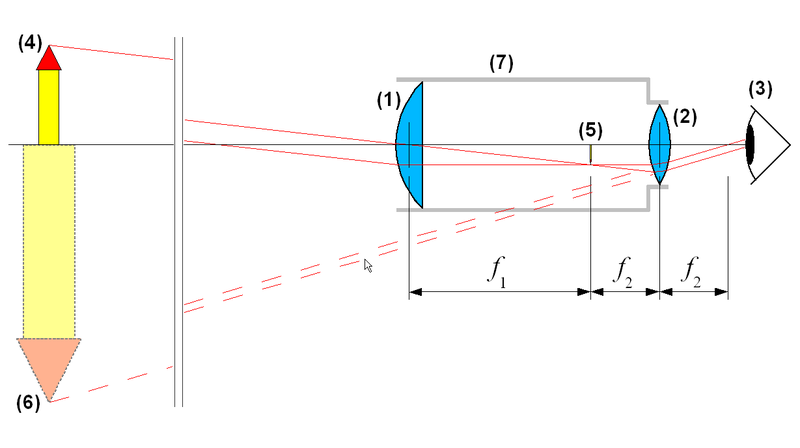 (4)
(7)
(1)
(2)
(3)
(5)
f1
f2
f2
(6)